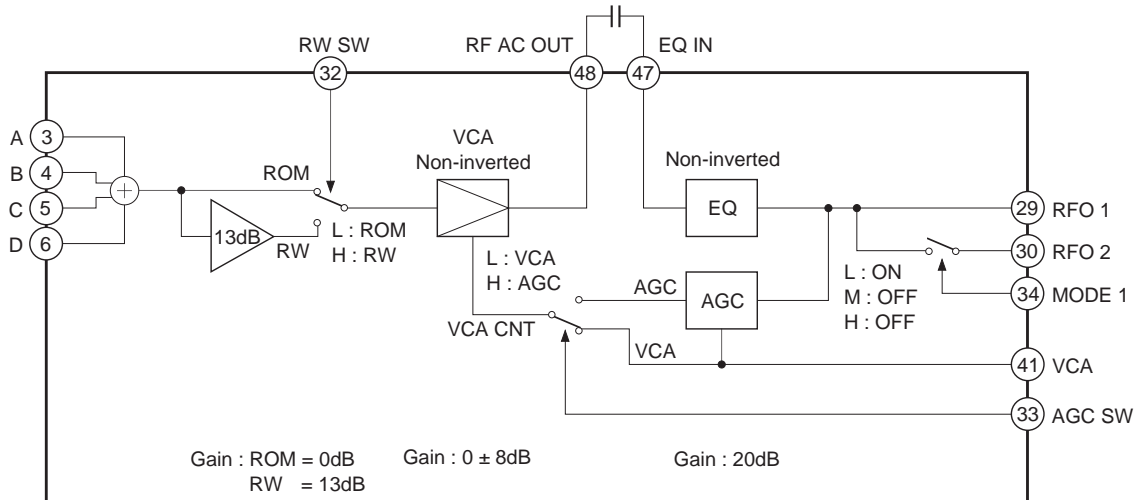 RW SW
RF AC OUT
EQ IN
32
48
47
A
3
B
4
C
5
D
6
+
ROM
13dB
RW
L : ROM
H : RW
VCA
Non-inverted
L : VCA
H : AGC
VCA CNT
Non-inverted
EQ
AGC
AGC
VCA
L : ON
M : OFF
H : OFF
29
RFO 1
30
RFO 2
34
MODE 1
41
VCA
33
AGC SW
Gain : ROM = 0dB
RW = 13dB
Gain : 0 ± 8dB
Gain : 20dB